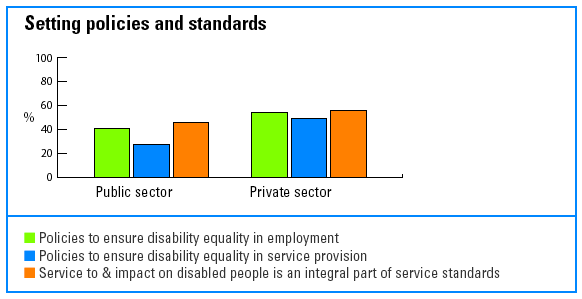 Setting policies and standards
100
80
60
%
40
20
0
Public sector Private sector
Policies to ensure disability equality in employment
Policies to ensure disability equality in service provision
Service to & impact on disabled people is an integral part of service standards